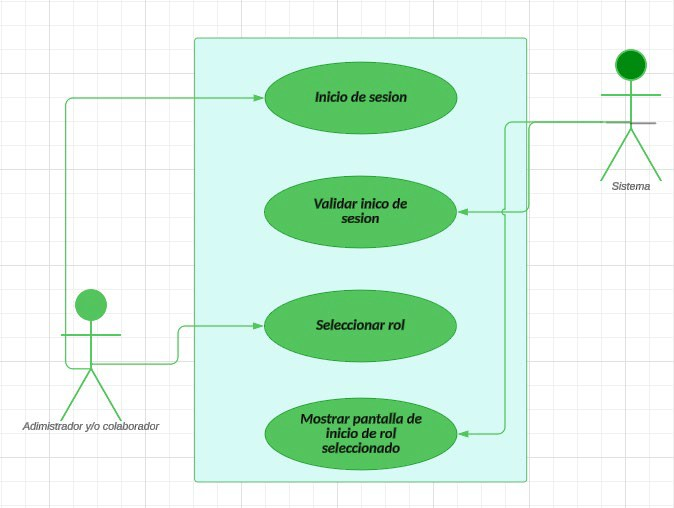 Inicio de sesion
Sistema
Validar inico de
sesion
Seleccionar rol
Mostrar pantalla de
inicio de rol
seleccionado
Adimistrador y/o colaborador